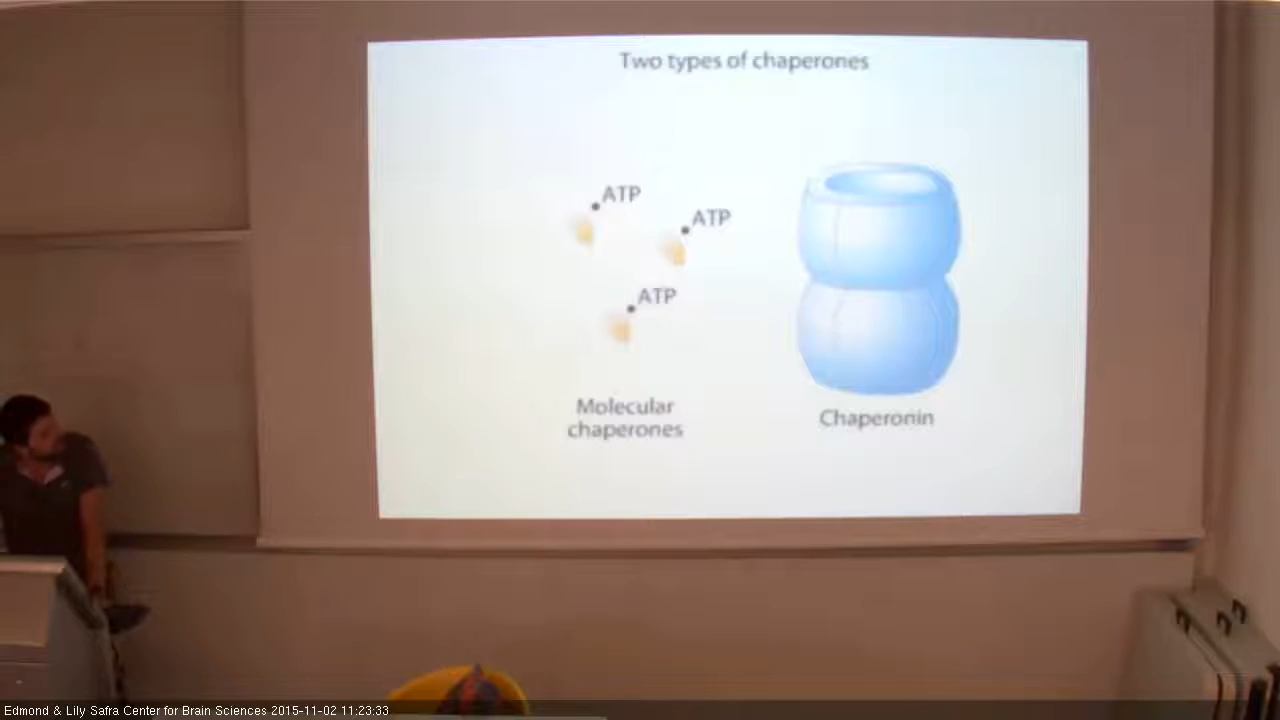 Two types of chaperones
ATP
ATP
ATP
Molecular
chaperones
Chaperonin
Edmond & Lily Safra Center for Brain Sciences 2015-11-02 11:23:33